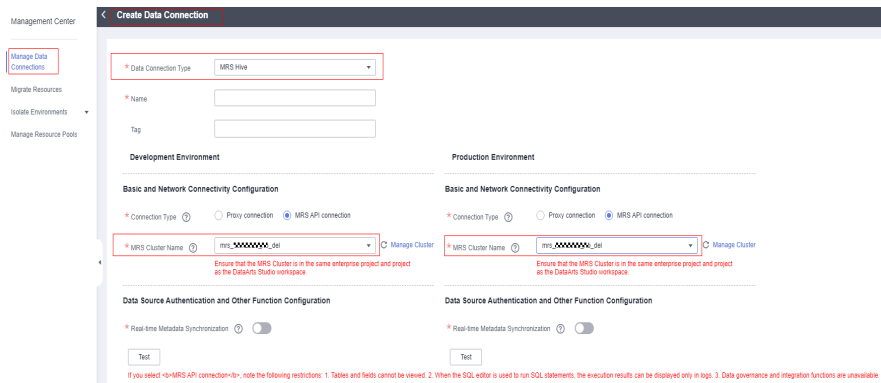 Management Center
Manage Data
Connections
Migrate Resources
Isolate Environments
Manage Resource Pools
Create Data Connection
* Data Connection Type MRS Hive
* Name
Tag
Development Environment Production Environment
Basic and Network Connectivity Configuration Basic and Network Connectivity Configuration
* Connection Type ? Proxy connection MRS API connection * Connection Type ? Proxy connection MRS API connection
* MRS Cluster Name ? mrs_ _del Manage Cluster * MRS Cluster Name ? mrs_ _del Manage Cluster
Ensure that the MRS Cluster is in the same enterprise project and project Ensure that the MRS Cluster is in the same enterprise project and project
as the DataArts Studio workspace. as the DataArts Studio workspace.
Data Source Authentication and Other Function Configuration Data Source Authentication and Other Function Configuration
* Real-time Metadata Synchronization ? * Real-time Metadata Synchronization ?
Test Test
If you select <b>MRS API connection</b>, note the following restrictions: 1. Tables and fields cannot be viewed. 2. When the SQL editor is used to run SQL statements, the execution results can be displayed only in logs. 3. Data governance and integration functions are unavailable.